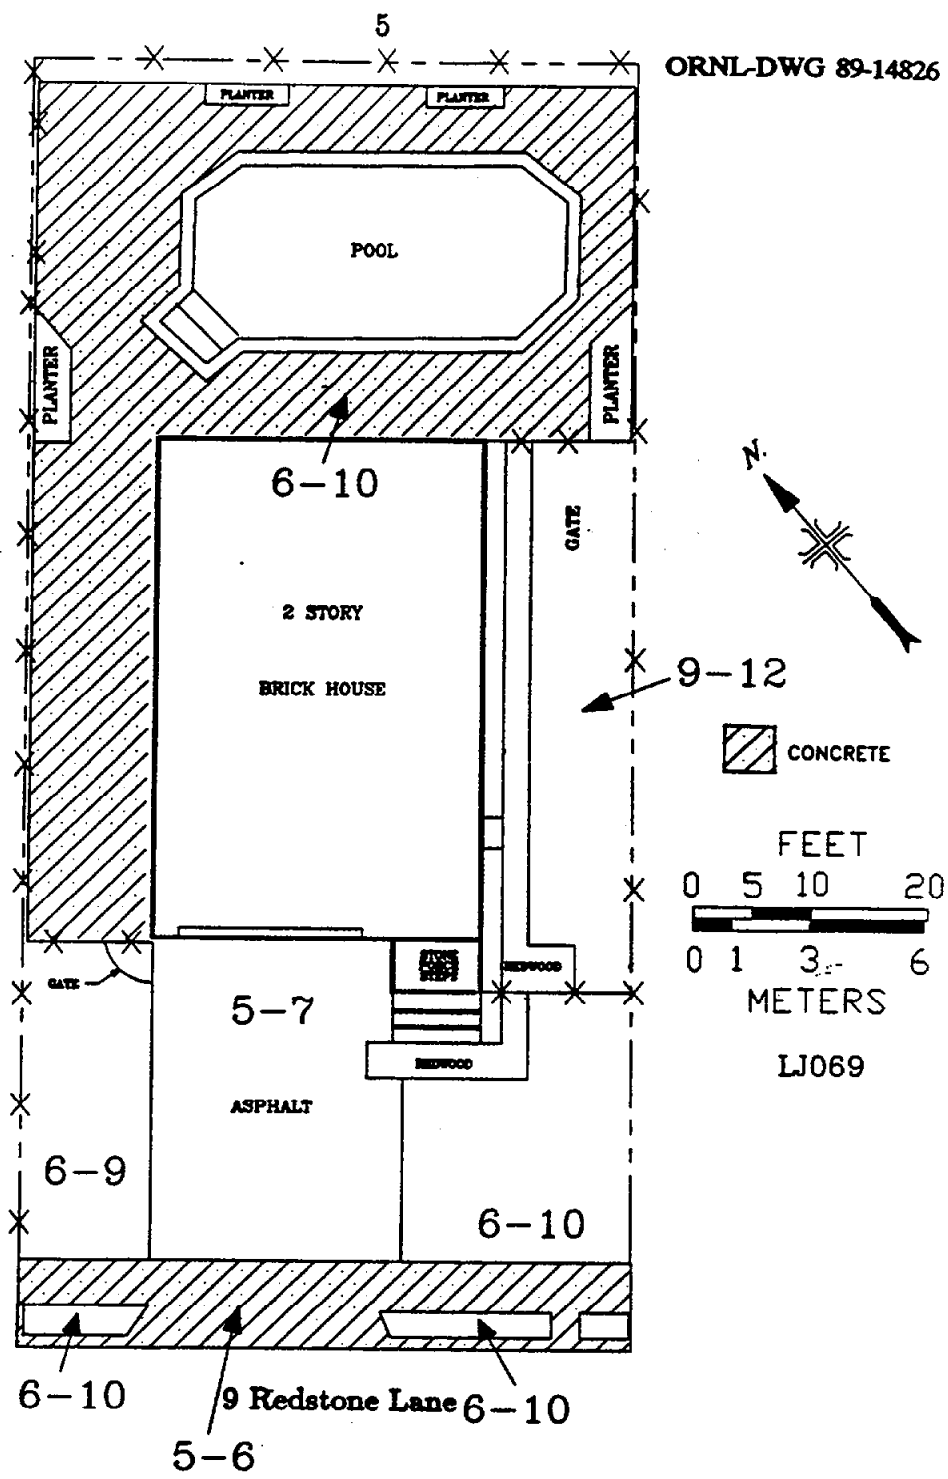 5
ORNL-DWG 89-14826
PLANTER
PLANTER
POOL
PLANTER
PLANTER
6-10
N.
GATE
2 STORY
BRICK HOUSE
9-12
CONCRETE
FEET
0 5 10 20
0 1 3 6
METERS
LJ069
GATE
STONE
STEPS
REDWOOD
5-7
REDWOOD
ASPHALT
6-9
6-10
6-10
9 Redstone Lane
6-10
5-6